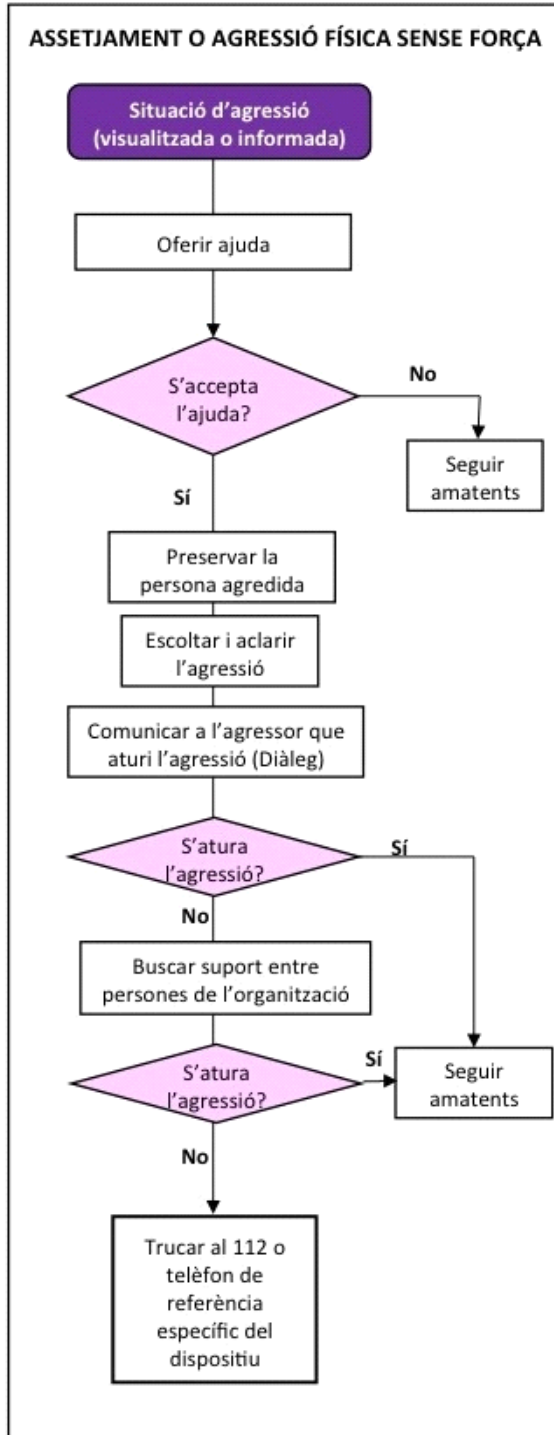 ASSETJAMENT O AGRESSIÓ FÍSICA SENSE FORÇA
Situació d'agressió
(visualitzada o informada)
Oferir ajuda
S'accepta
l'ajuda?
No
Seguir
amatents
Sí
Preservar la
persona agredida
Escoltar i aclarir
l'agressió
Comunicar a l'agressor que
aturi l'agressió (Diàleg)
S'atura
l'agressió?
Sí
No
Buscar suport entre
persones de l'organització
S'atura
l'agressió?
Sí
Seguir
amatents
No
Trucar al 112 o
telèfon de
referència
específic del
dispositiu